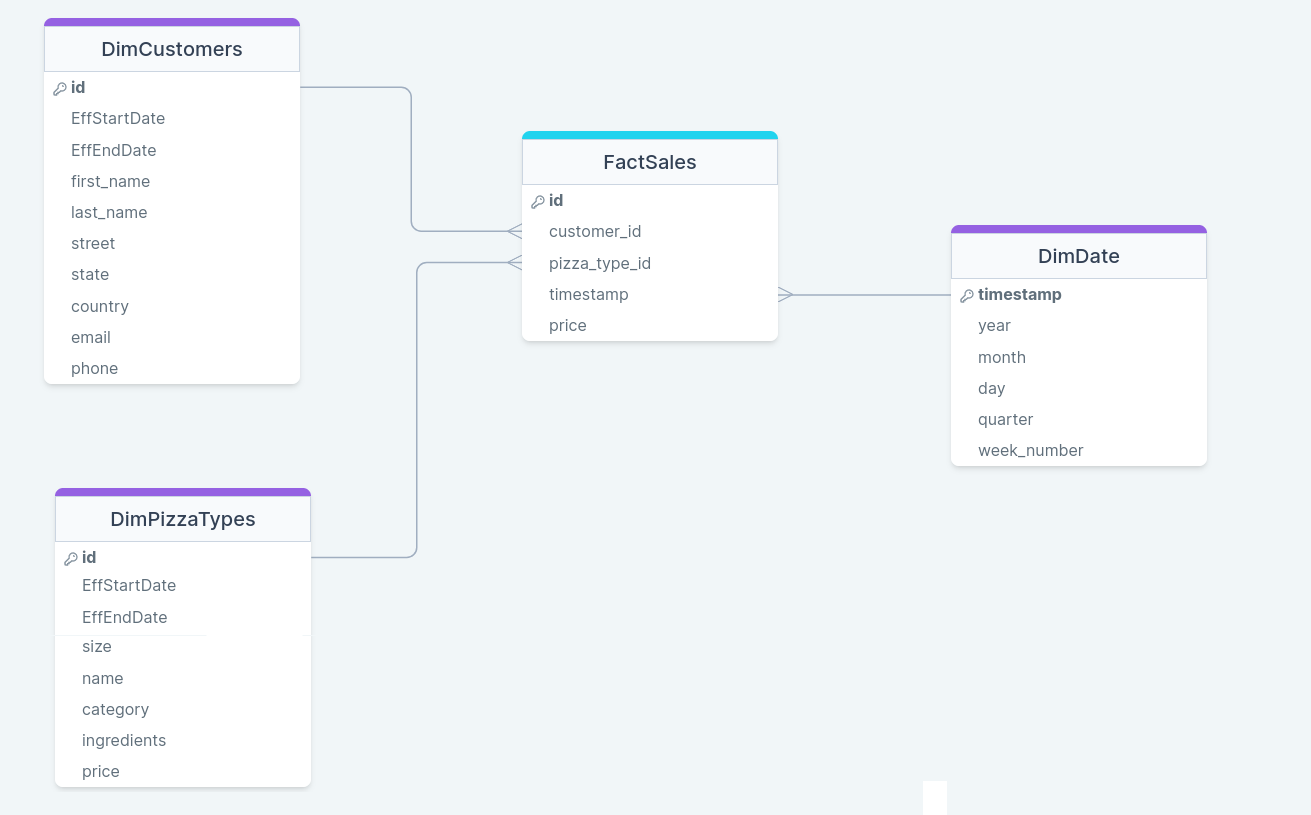 DimCustomers
id
EffStartDate
EffEndDate
first_name
last_name
street
state
country
email
phone
FactSales
id
customer_id
pizza_type_id
timestamp
price
DimDate
timestamp
year
month
day
quarter
week_number
DimPizzaTypes
id
EffStartDate
EffEndDate
size
name
category
ingredients
price